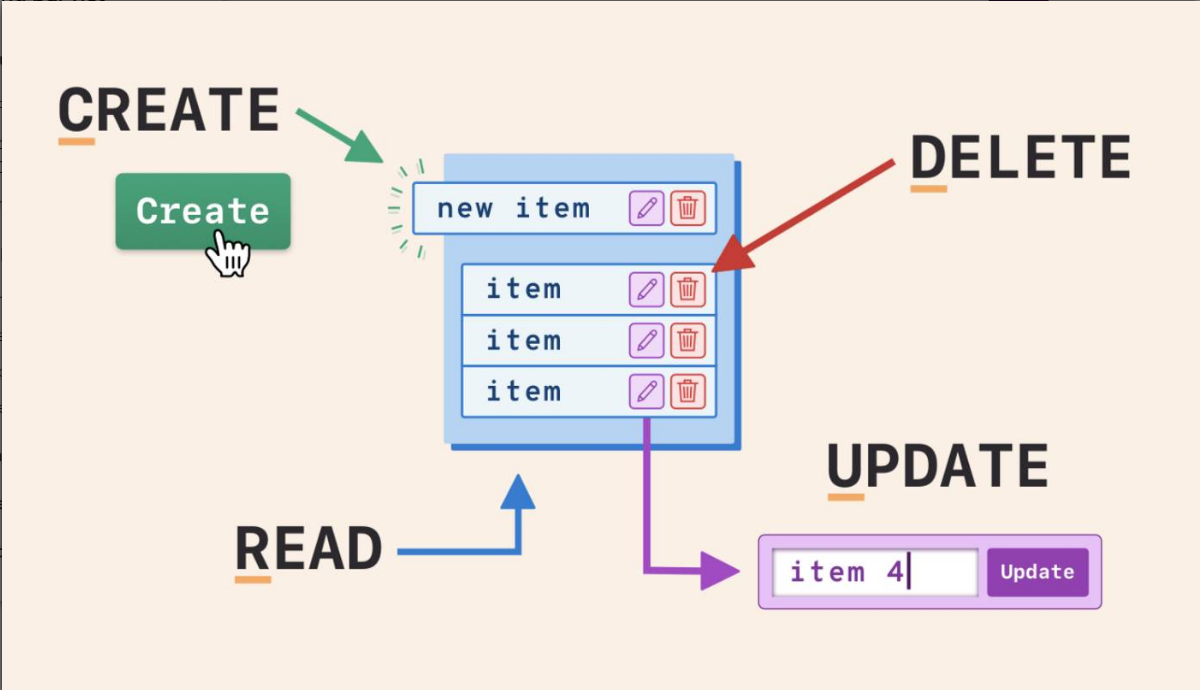 CREATE
Create
new item
item
item
item
DELETE
READ
UPDATE
item 4
Update